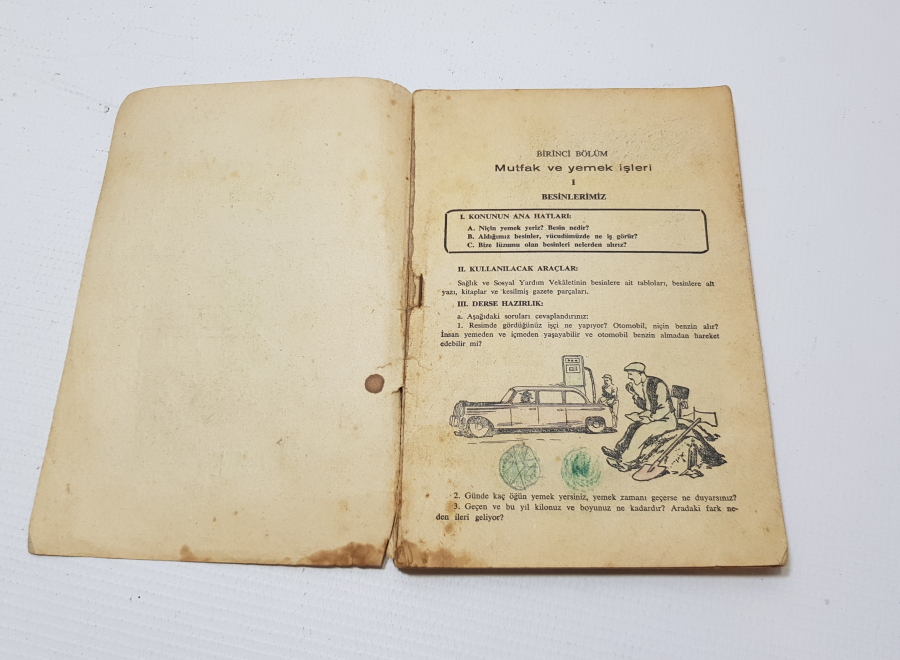 BİRİNCİ BÖLÜM
Mutfak ve yemek işleri
1
BESİNLERİMİZ
I. KONUNUN ANA HATLARI:
A. Niçin yemek yeriz? Besin nedir?
B. Aldığımız besinler, vücudümüzde ne iş görür?
C. Bize lüzumu olan besinleri nelerden alırız?
II. KULLANILACAK ARAÇLAR:
Sağlık ve Sosyal Yardım Vekâletinin besinlere ait tabloları, besinlere ait
yazı, kitaplar ve kesilmiş gazete parçaları.
III. DERSE HAZIRLIK:
a. Aşağıdaki soruları cevaplandırınız:
1. Resimde gördüğünüz işçi ne yapıyor? Otomobil, niçin benzin alır?
İnsan yemeden ve içmeden yaşayabilir ve otomobil benzin almadan hareket
edebilir mi?
2. Günde kaç öğün yemek yersiniz, yemek zamanı geçerse ne duyarsınız?
3. Geçen ve bu yıl kilonuz ve boyunuz ne kadardır? Aradaki fark ne-
den ileri geliyor?